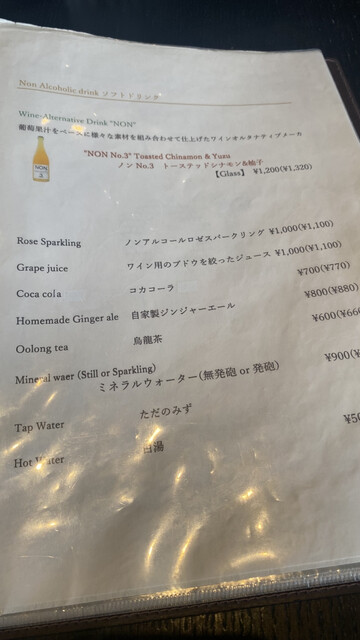 Non Alcoholic drink ソフトドリンク
Wine-Alternative Drink "NON"
葡萄果汁をベースに様々な素材を組み合わせて仕上げたワインオルタナティブメーカ
NON
3
"NON No.3" Toasted Chinamon & Yuzu
ノン No.3 トーステッドシナモン&柚子
【Glass】 ¥1,200(¥1,320)
Rose Sparkling ノンアルコールロゼスパークリング ¥1,000(¥1,100)
Grape juice ワイン用のブドウを絞ったジュース ¥1,000(¥1,100)
Coca cola コカコーラ ¥700(¥770)
Homemade Ginger ale 自家製ジンジャーエール ¥800(¥880)
Oolong tea 烏龍茶 ¥600(¥66
Mineral waer (Still or Sparkling) ¥900(¥
ミネラルウォーター(無発砲 or 発砲)
Tap Water ただのみず
Hot Water 白湯 ¥50